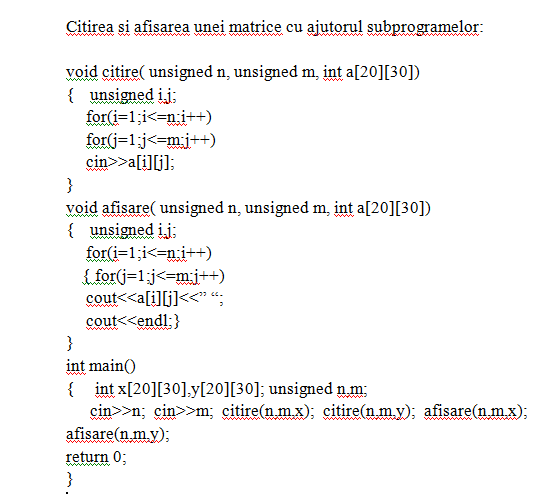 Citirea si afisarea unei matrice cu ajutorul subprogramelor:
void citire( unsigned n, unsigned m, int a[20][30])
{ unsigned i,j;
for(i=1;i<=n;i++)
for(j=1;j<=m;j++)
cin>>a[i][j];
}
void afisare( unsigned n, unsigned m, int a[20][30])
{ unsigned i,j;
for(i=1;i<=n;i++)
{ for(j=1;j<=m;j++)
cout<<a[i][j]<<” “;
cout<<endl;}
}
int main()
{ int x[20][30],y[20][30]; unsigned n,m;
cin>>n; cin>>m; citire(n,m,x); citire(n,m,y); afisare(n,m,x);
afisare(n,m,y);
return 0;
}